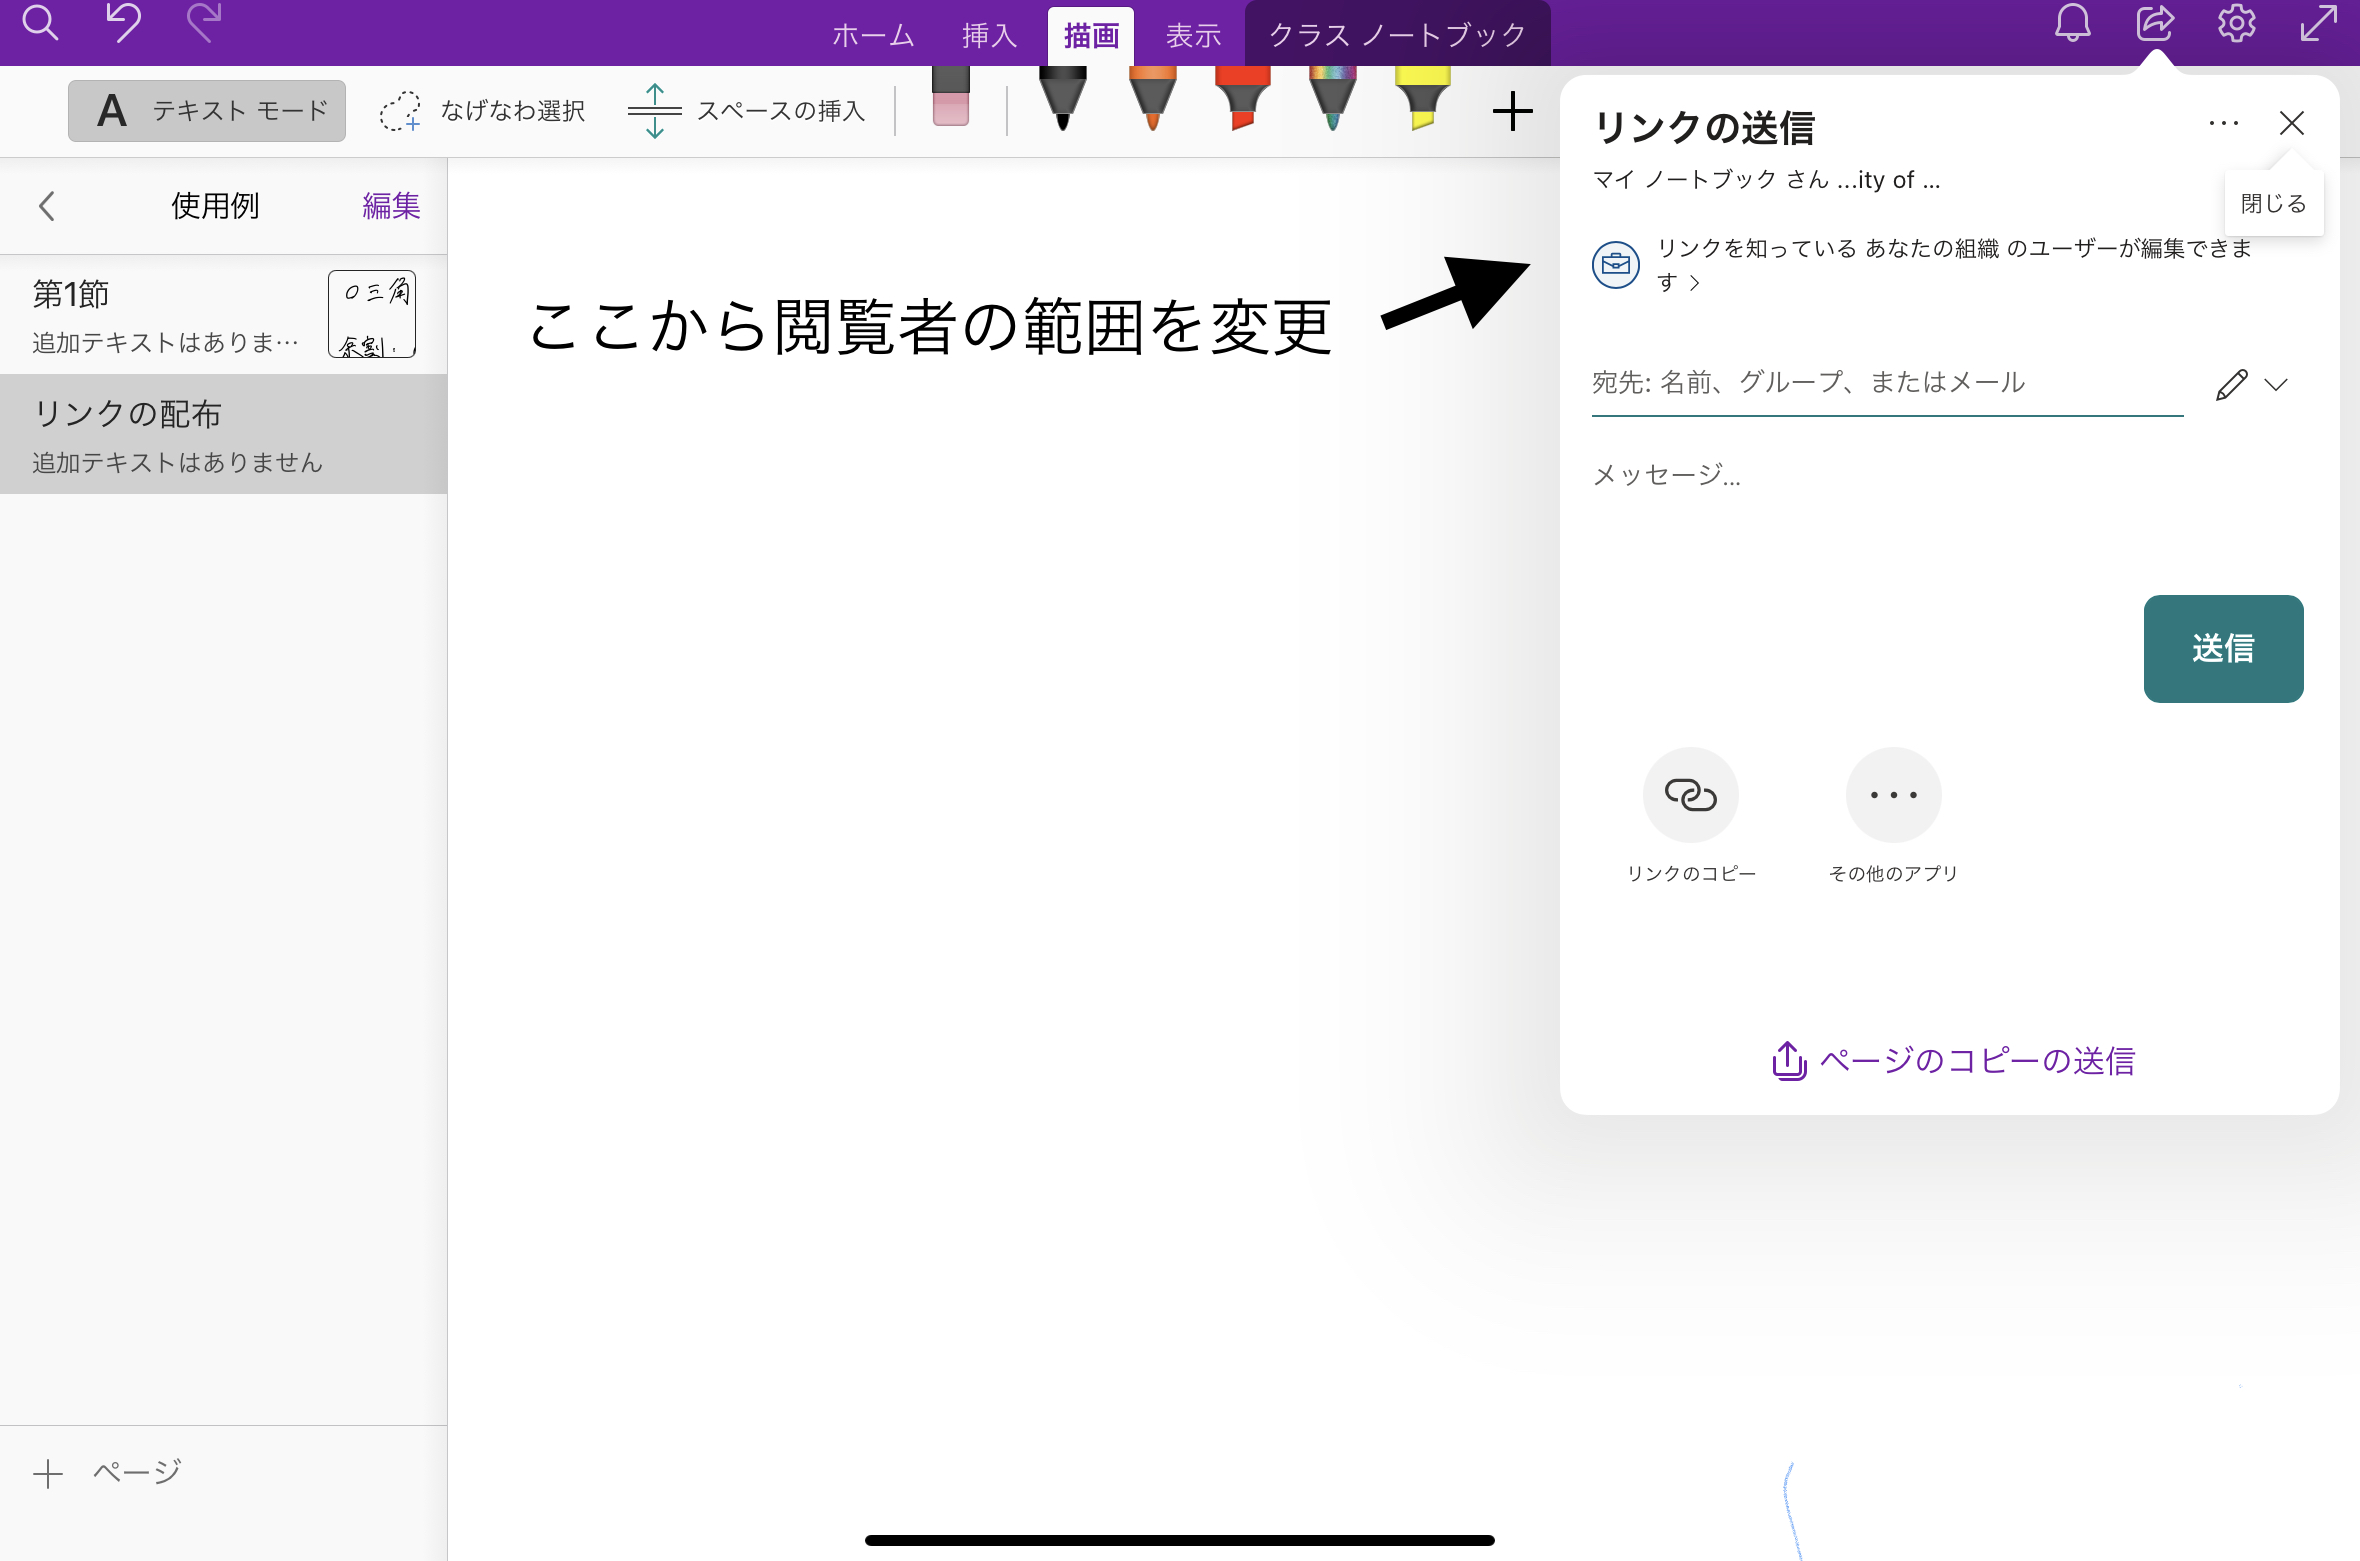 ホーム 挿入 描画 表示 クラス ノートブック
A テキスト モード なげなわ選択 スペースの挿入
使用例 編集
第1節
追加テキストはありま…
リンクの配布
追加テキストはありません
ページ
ここから閲覧者の範囲を変更
リンクの送信
マイ ノートブック さん ...ity of ...
閉じる
リンクを知っている あなたの組織 のユーザーが編集できま
す >
宛先: 名前、グループ、またはメール
メッセージ...
送信
リンクのコピー その他のアプリ
ページのコピーの送信